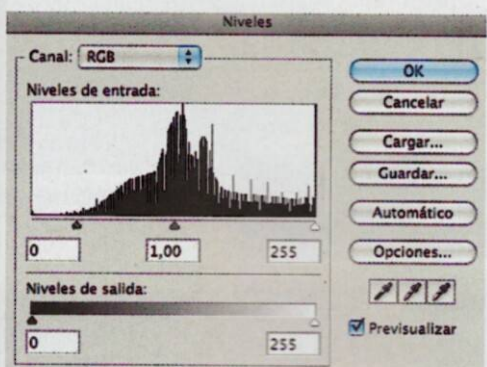 Niveles
Canal: RGB
Niveles de entrada:
0 1,00 255
Niveles de salida:
0 255
OK
Cancelar
Cargar...
Guardar...
Automático
Opciones...
Previsualizar